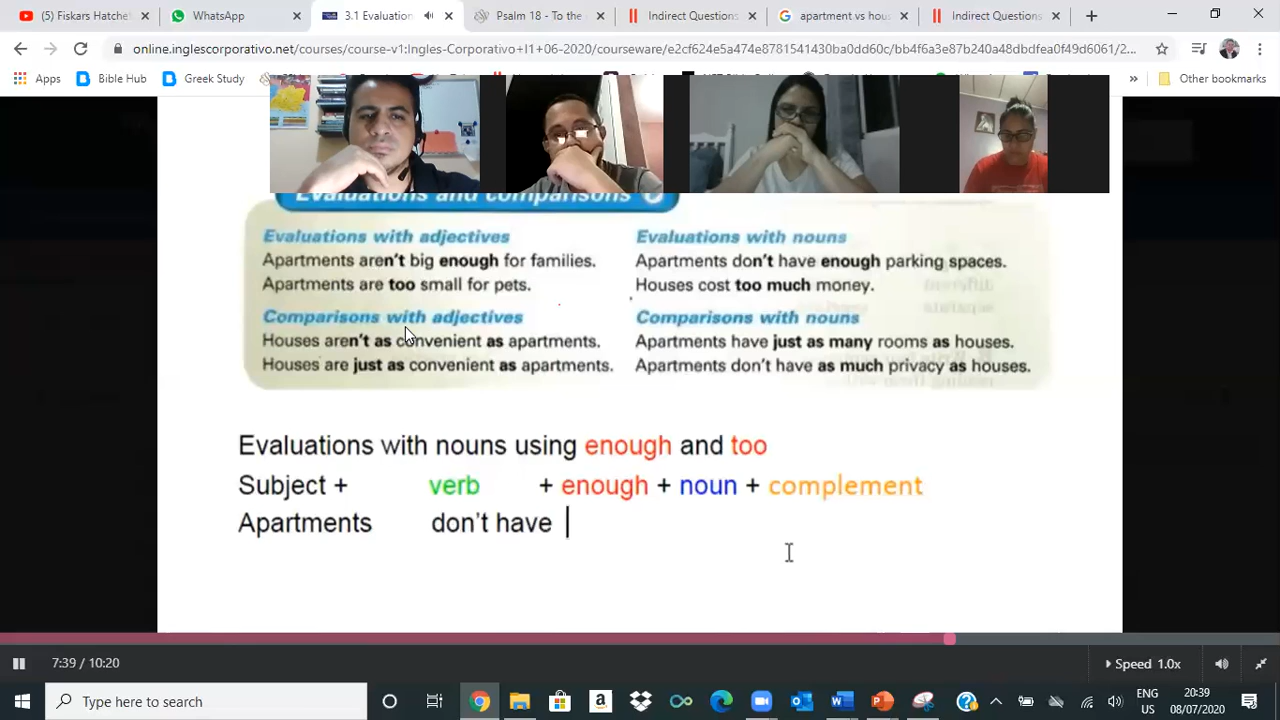 (5) Fiskars Hatchet
WhatsApp
3.1 Evaluation
Psalm 18 - To the
Indirect Questions
apartment vs hous
Indirect Questions
online.inglescorporativo.net/courses/course-v1:Ingles-Corporativo+I1+06-2020/courseware/e2cf624e5a474e8781541430ba0dd60c/bb4f6a3e87b240a48dbdfea0f49d6061/2...
Apps
Bible Hub
Greek Study
Other bookmarks
Evaluations and comparisons
Evaluations with adjectives
Apartments aren't big enough for families.
Apartments are too small for pets.
Comparisons with adjectives
Houses aren't as convenient as apartments.
Houses are just as convenient as apartments.
Evaluations with nouns
Apartments don't have enough parking spaces.
Houses cost too much money.
Comparisons with nouns
Apartments have just as many rooms as houses.
Apartments don't have as much privacy as houses.
Evaluations with nouns using enough and too
Subject + verb + enough + noun + complement
Apartments don't have
7:39 / 10:20
Speed 1.0x
Type here to search
ENG
US
20:39
08/07/2020